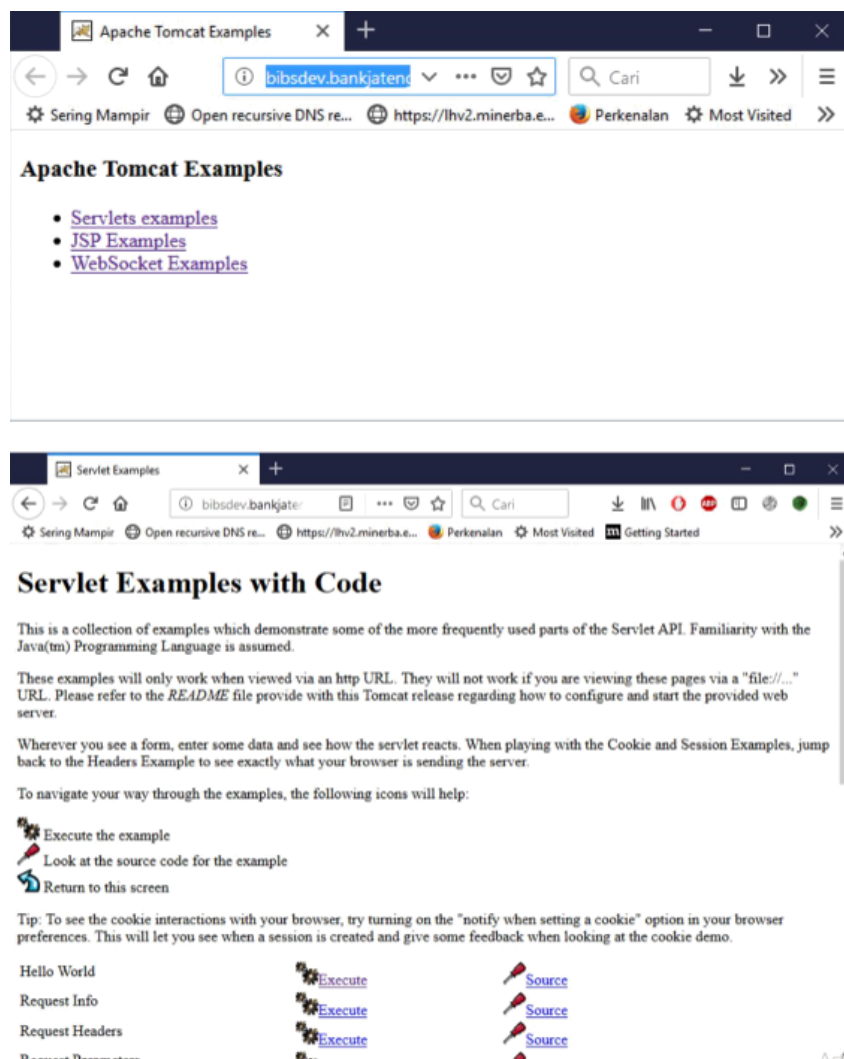 Apache Tomcat Examples
bibsdev.bankjateng
Cari
Sering Mampir Open recursive DNS re... https://lhv2.minerba.e... Perkenalan Most Visited
Apache Tomcat Examples
Servlets examples
JSP Examples
WebSocket Examples
Servlet Examples
bibsdev.bankjater
Cari
Sering Mampir Open recursive DNS re... https://lhv2.minerba.e... Perkenalan Most Visited m Getting Started
Servlet Examples with Code
This is a collection of examples which demonstrate some of the more frequently used parts of the Servlet API. Familiarity with the
Java(tm) Programming Language is assumed.
These examples will only work when viewed via an http URL. They will not work if you are viewing these pages via a "file://..."
URL. Please refer to the README file provide with this Tomcat release regarding how to configure and start the provided web
server.
Wherever you see a form, enter some data and see how the servlet reacts. When playing with the Cookie and Session Examples, jump
back to the Headers Example to see exactly what your browser is sending the server.
To navigate your way through the examples, the following icons will help:
Execute the example
Look at the source code for the example
Return to this screen
Tip: To see the cookie interactions with your browser, try turning on the "notify when setting a cookie" option in your browser
preferences. This will let you see when a session is created and give some feedback when looking at the cookie demo.
Hello World Execute Source
Request Info Execute Source
Request Headers Execute Source
Request Parameters